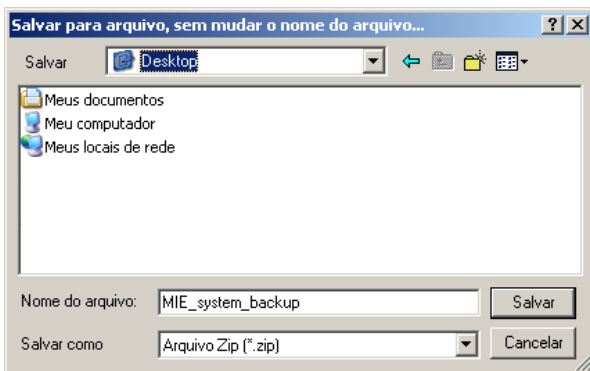 Salvar para arquivo, sem mudar o nome do arquivo...
Salvar Desktop
Meus documentos
Meu computador
Meus locais de rede
Nome do arquivo: MIE_system_backup Salvar
Salvar como Arquivo Zip (*.zip) Cancelar